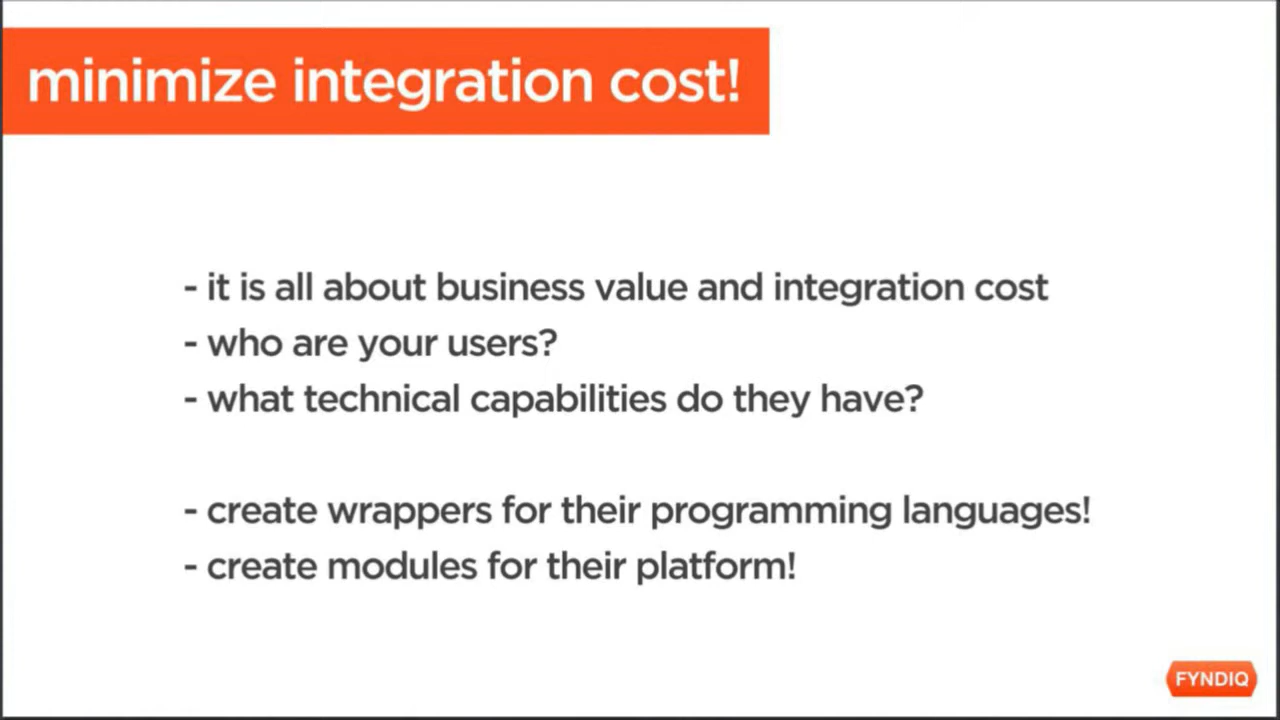 minimize integration cost!
- it is all about business value and integration cost
- who are your users?
- what technical capabilities do they have?
- create wrappers for their programming languages!
- create modules for their platform!
FYNDIQ